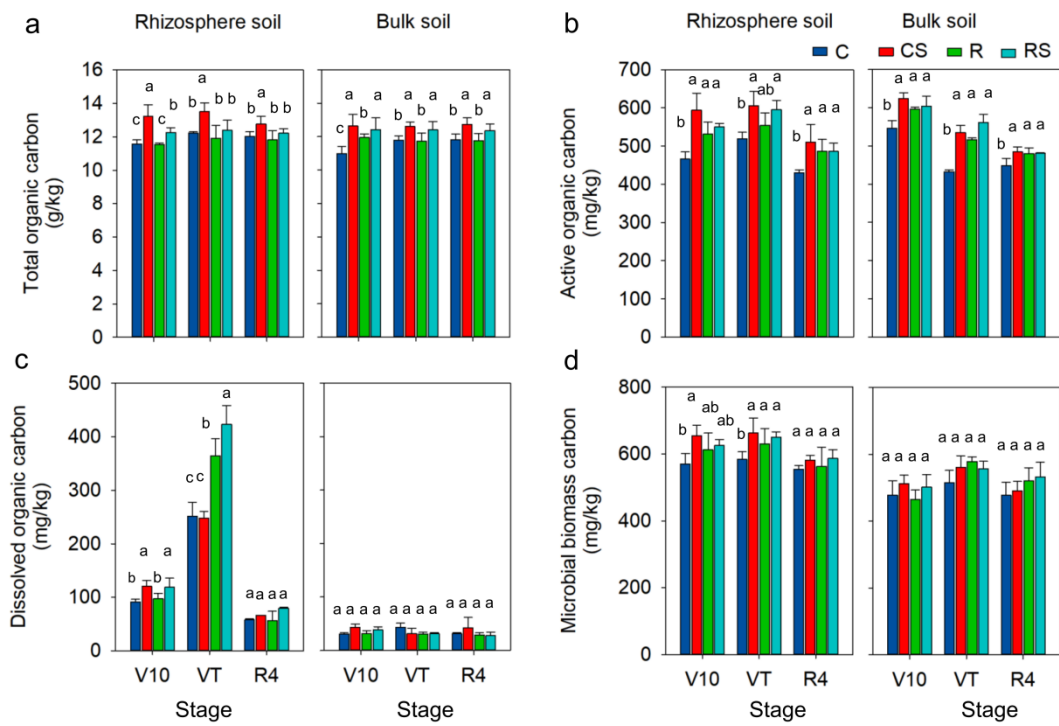 a
Rhizosphere soil
Bulk soil
Total organic carbon
(g/kg)
16
14
12
10
8
6
4
2
0
c a c b
b a b b
b a b b
c a b a
b a b a
b a b a
b
Rhizosphere soil
Bulk soil
C CS R RS
Active organic carbon
(mg/kg)
700
600
500
400
300
200
100
0
b a a a
b a ab a
b a a a
b a a a
b a a a
b a a a
c
Dissolved organic carbon
(mg/kg)
500
400
300
200
100
0
b a b a
c c b a
a a a a
a a a a
a a a a
a a a a
V10 VT R4
V10 VT R4
Stage
Stage
d
Microbial biomass carbon
(mg/kg)
800
600
400
200
0
b a ab ab
b a a a
a a a a
a a a a
a a a a
a a a a
V10 VT R4
V10 VT R4
Stage
Stage